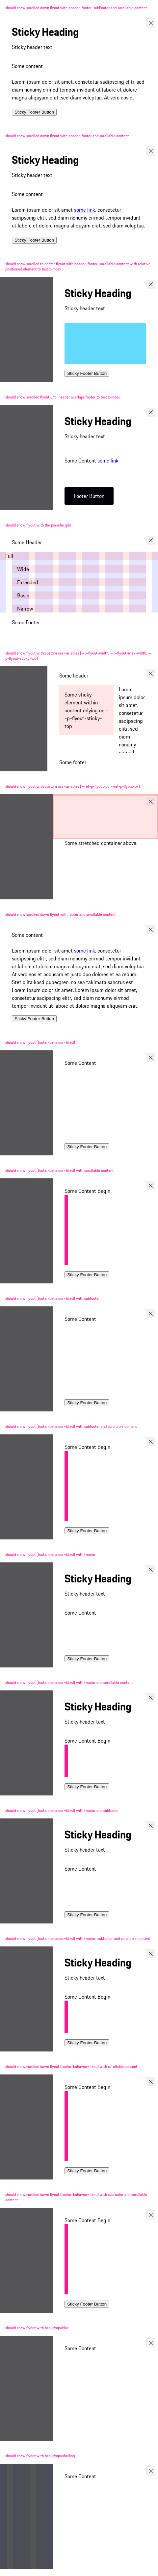 should show scrolled down flyout with header, footer, subFooter and scrollable content
Sticky Heading
Sticky header text
Some content
Lorem ipsum dolor sit amet, consetetur sadipscing elitr, sed
diam nonumy eirmod tempor invidunt ut labore et dolore
magna aliquyam erat, sed diam voluptua. At vero eos et
Sticky Footer Button
should show scrolled down flyout with header, footer and scrollable content
Sticky Heading
Sticky header text
Some content
Lorem ipsum dolor sit amet some link, consetetur
sadipscing elitr, sed diam nonumy eirmod tempor invidunt
ut labore et dolore magna aliquyam erat, sed diam voluptua.
Sticky Footer Button
should show scrolled to center flyout with header, footer, scrollable content with relative
positioned element to test z-index
Sticky Heading
Sticky header text
Sticky Footer Button
should show scrolled flyout until header overlaps footer to test z-index
Sticky Heading
Sticky header text
Some Content some link
Footer Button
should show flyout with the porsche grid
Some Header
Full
Wide
Extended
Basic
Narrow
Some Footer
should show flyout with custom css variables (--p-flyout-width, --p-flyout-max-width, --
p-flyout-sticky-top)
Some header
Some sticky
element within
content relying on -
-p-flyout-sticky-
top
Lorem
ipsum dolor
sit amet,
consetetur
sadipscing
elitr, sed
diam
nonumy
eirmod
Some footer
should show flyout with custom css variables (--ref-p-flyout-pt, --ref-p-flyout-px)
Some stretched container above.
should show scrolled down flyout with footer and scrollable content
Some content
Lorem ipsum dolor sit amet some link, consetetur
sadipscing elitr, sed diam nonumy eirmod tempor invidunt
ut labore et dolore magna aliquyam erat, sed diam voluptua.
At vero eos et accusam et justo duo dolores et ea rebum.
Stet clita kasd gubergren, no sea takimata sanctus est
Lorem ipsum dolor sit amet. Lorem ipsum dolor sit amet,
consetetur sadipscing elitr, sed diam nonumy eirmod
tempor invidunt ut labore et dolore magna aliquyam erat,
Sticky Footer Button
should show flyout (footer-behavior=fixed)
Some Content
Sticky Footer Button
should show flyout (footer-behavior=fixed) with scrollable content
Some Content Begin
Sticky Footer Button
should show flyout (footer-behavior=fixed) with subfooter
Some Content
Sticky Footer Button
should show flyout (footer-behavior=fixed) with subfooter and scrollable content
Some Content Begin
Sticky Footer Button
should show flyout (footer-behavior=fixed) with header
Sticky Heading
Sticky header text
Some Content
Sticky Footer Button
should show flyout (footer-behavior=fixed) with header and scrollable content
Sticky Heading
Sticky header text
Some Content Begin
Sticky Footer Button
should show flyout (footer-behavior=fixed) with header and subfooter
Sticky Heading
Sticky header text
Some Content
Sticky Footer Button
should show flyout (footer-behavior=fixed) with header, subfooter and scrollable content
Sticky Heading
Sticky header text
Some Content Begin
Sticky Footer Button
should show scrolled down flyout (footer-behavior=fixed) with scrollable content
Some Content Begin
Sticky Footer Button
should show scrolled down flyout (footer-behavior=fixed) with subfooter and scrollable
content
Some Content Begin
Sticky Footer Button
should show flyout with backdrop=blur
Some Content
should show flyout with backdrop=shading
Some Content